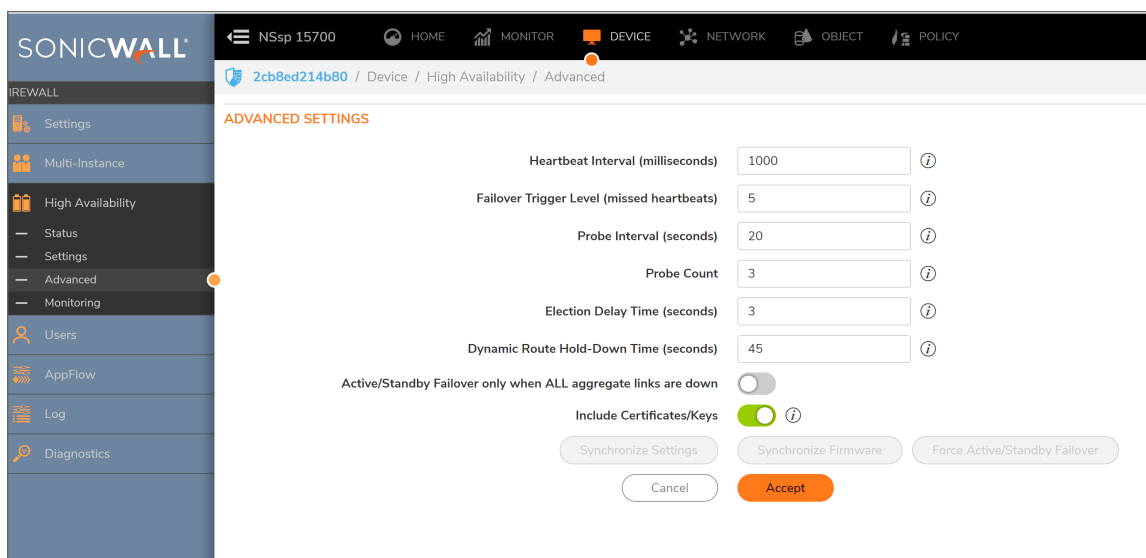 SONICWALL
NSsp 15700 HOME MONITOR DEVICE NETWORK OBJECT POLICY
2cb8ed214b80 / Device / High Availability / Advanced
IREWALL
Settings
Multi-Instance
High Availability
Status
Settings
Advanced
Monitoring
Users
AppFlow
Log
Diagnostics
ADVANCED SETTINGS
Heartbeat Interval (milliseconds) 1000
Failover Trigger Level (missed heartbeats) 5
Probe Interval (seconds) 20
Probe Count 3
Election Delay Time (seconds) 3
Dynamic Route Hold-Down Time (seconds) 45
Active/Standby Failover only when ALL aggregate links are down
Include Certificates/Keys
Synchronize Settings Synchronize Firmware Force Active/Standby Failover
Cancel Accept